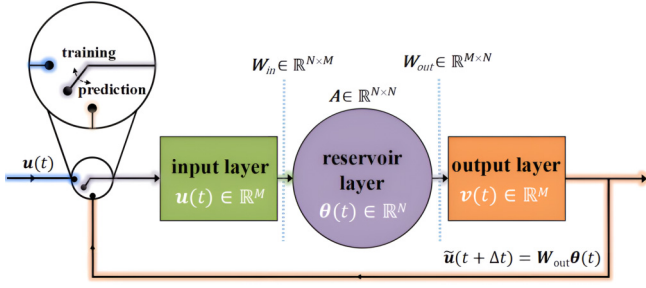 training
prediction
𝑾_in ∈ ℝ^{N×M}
𝑾_out ∈ ℝ^{M×N}
𝑨 ∈ ℝ^{N×N}
𝒖(t)
input layer
𝒖(t) ∈ ℝ^M
reservoir
layer
𝜽(t) ∈ ℝ^N
output layer
𝒗(t) ∈ ℝ^M
𝒖̃(t + Δt) = 𝑾_out 𝜽(t)